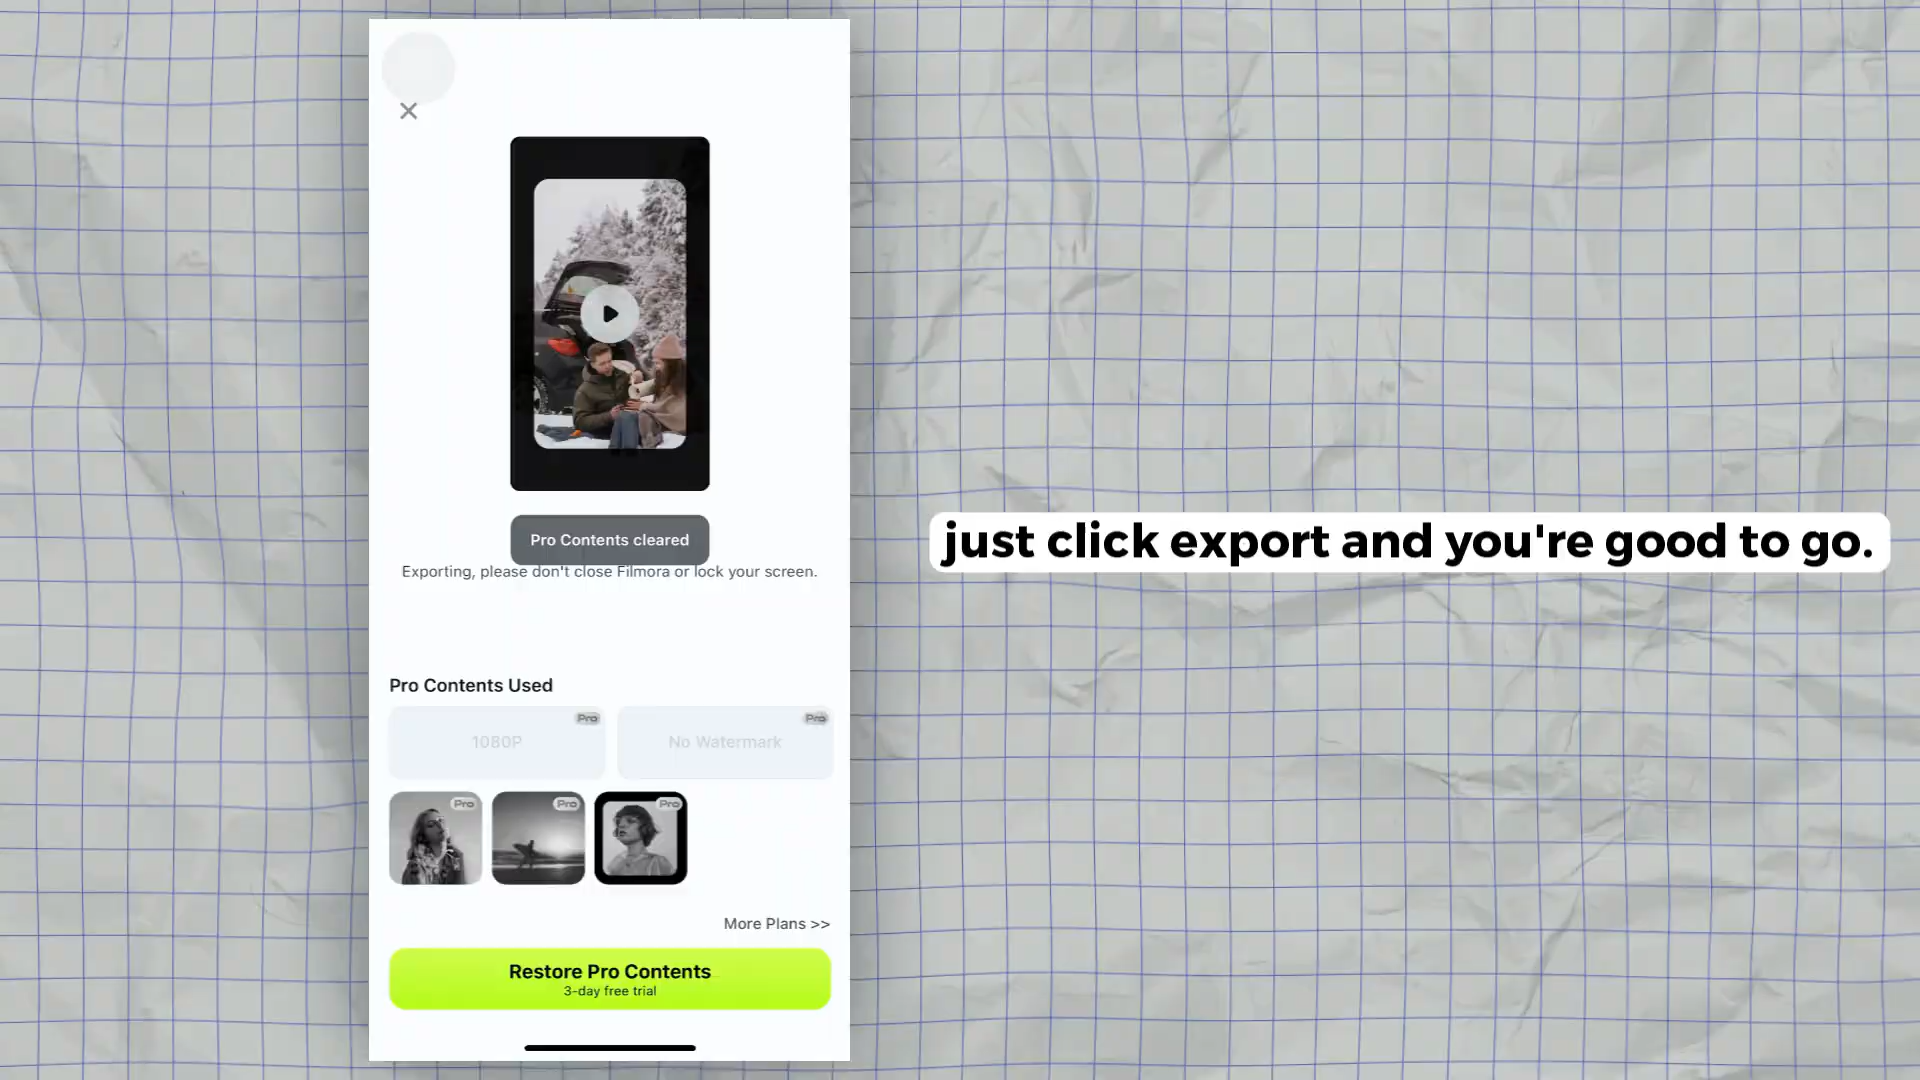 Pro Contents cleared
Exporting, please don't close Filmora or lock your screen.
just click export and you're good to go.
Pro Contents Used
1080P
Pro
No Watermark
Pro
Pro
Pro
Pro
More Plans >>
Restore Pro Contents
3-day free trial